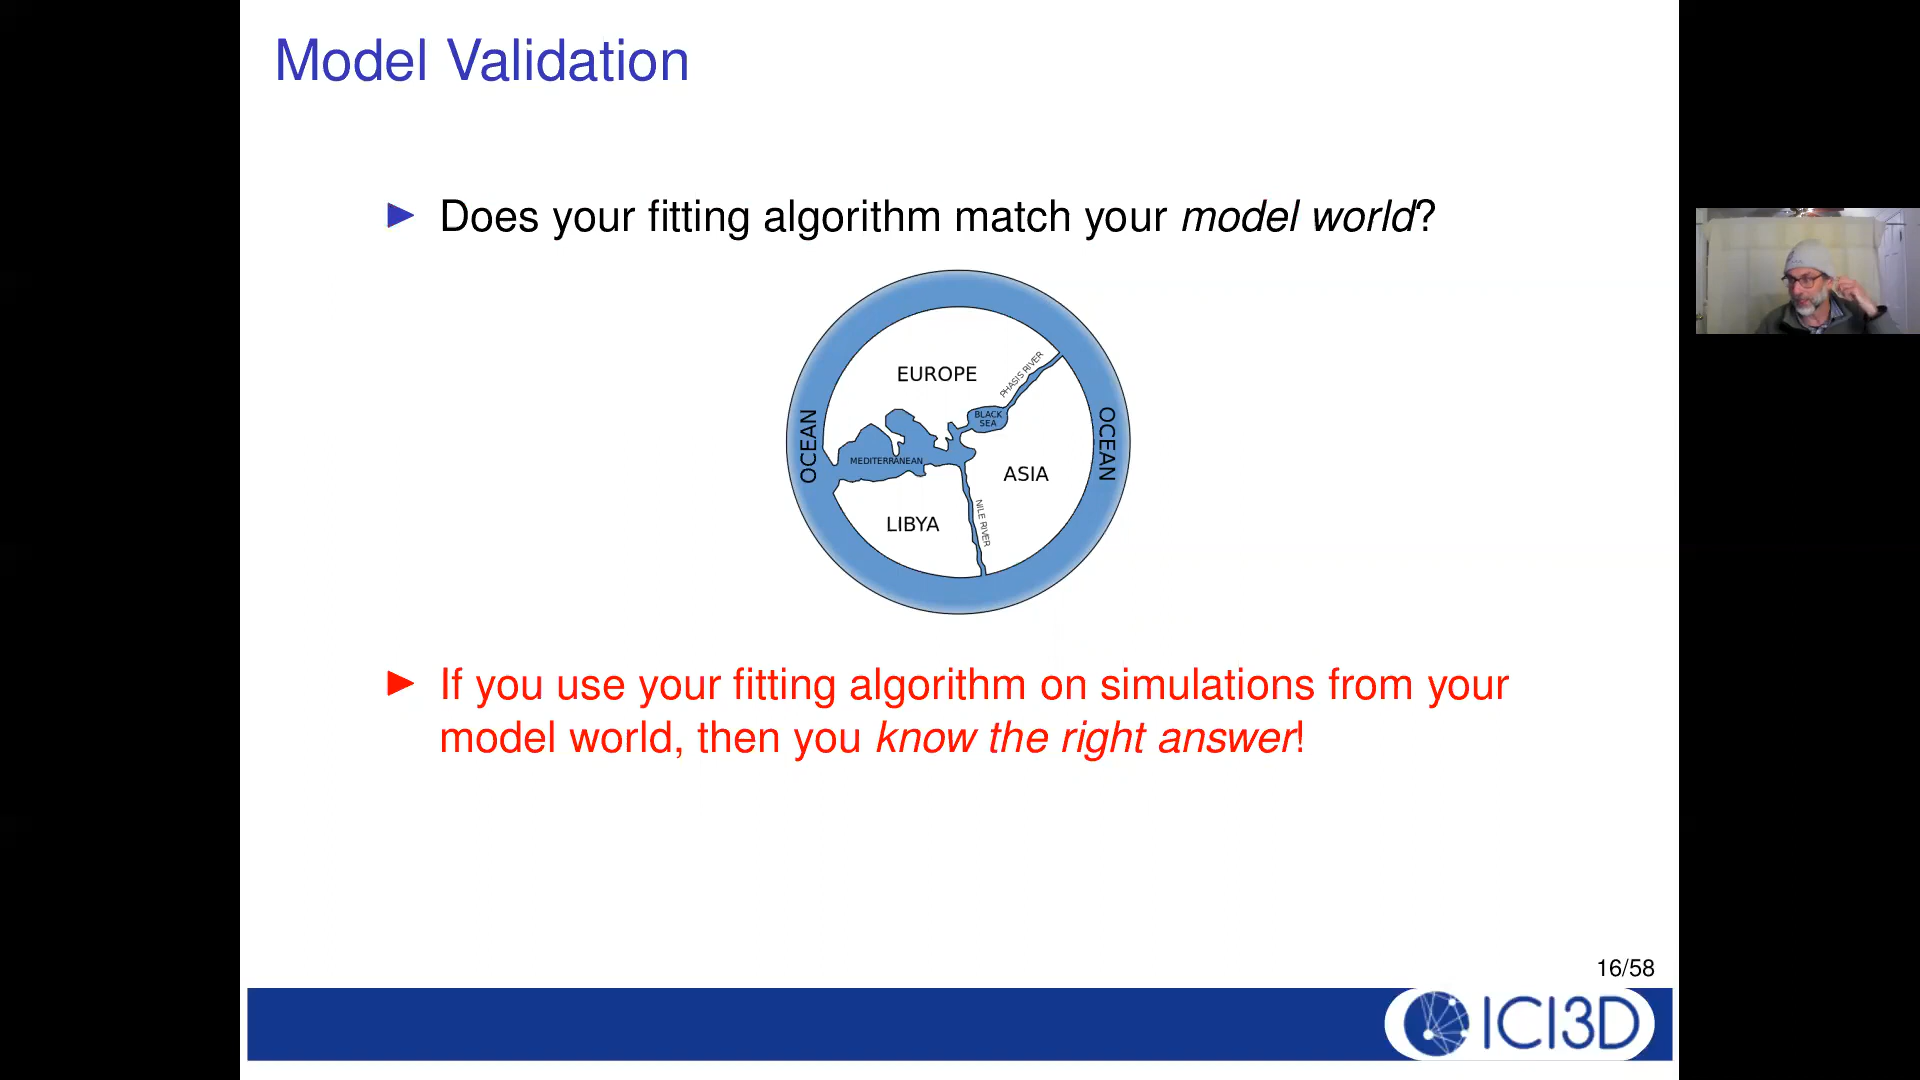 Model Validation
Does your fitting algorithm match your model world?
EUROPE
PHASIS RIVER
BLACK
SEA
OCEAN
OCEAN
MEDITERRANEAN
ASIA
NILE RIVER
LIBYA
If you use your fitting algorithm on simulations from your
model world, then you know the right answer!
16/58
ICI3D